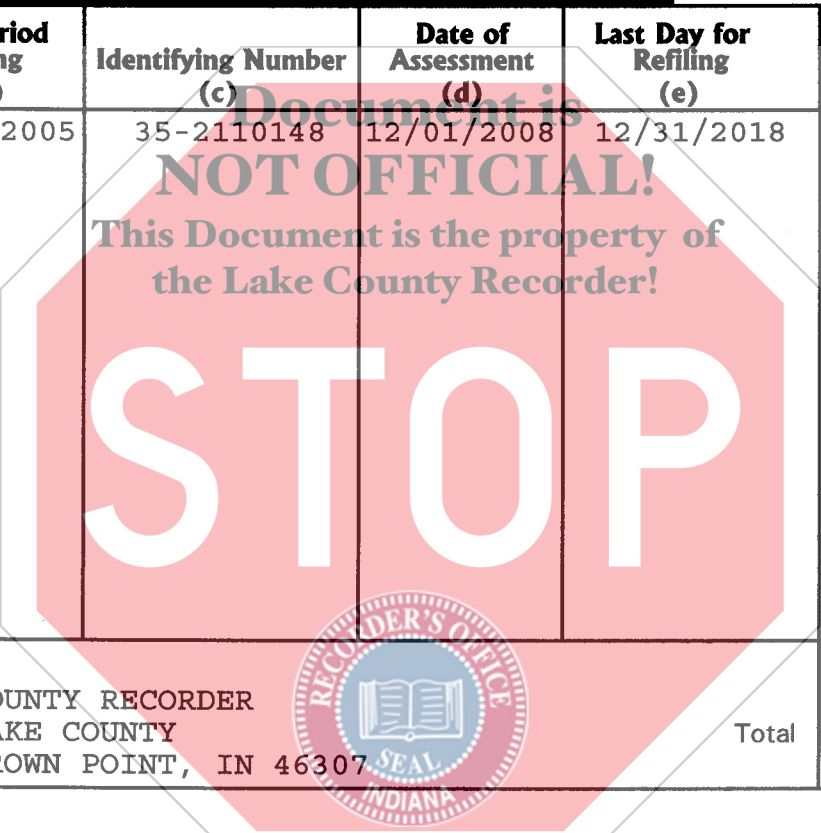 riod
ng
)
Identifying Number
(c)
Date of
Assessment
(d)
Last Day for
Refiling
(e)
2005 35-2110148 12/01/2008 12/31/2018
Document is
NOT OFFICIAL!
This Document is the property of
the Lake County Recorder!
STOP
OUNTY RECORDER
AKE COUNTY
ROWN POINT, IN 46307
Total
RECORDER'S OFFICE
SEAL
INDIANA